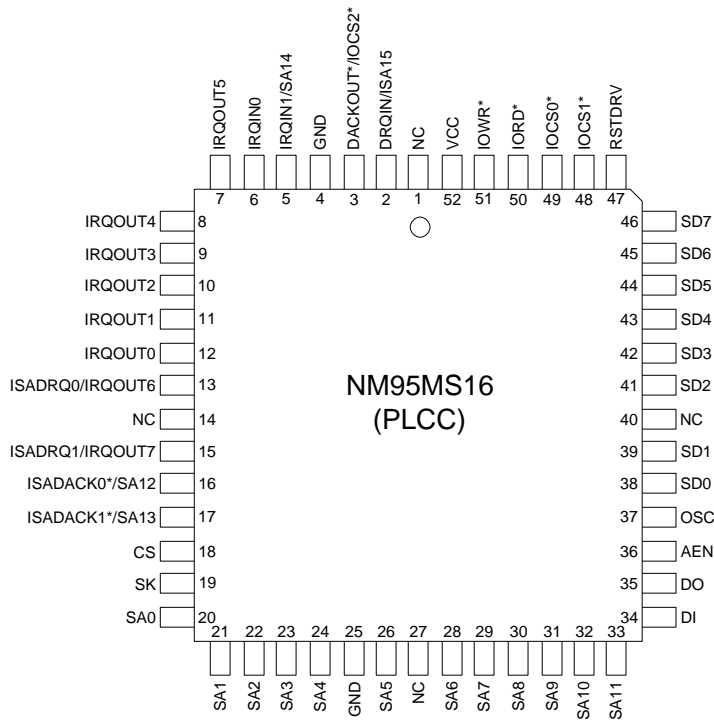 IRQOUT5
IRQIN0
IRQIN1/SA14
GND
DACKOUT*/IOCS2*
DRQIN/ISA15
NC
VCC
IOWR*
IORD*
IOCS0*
IOCS1*
RSTDRV
7 6 5 4 3 2 1 52 51 50 49 48 47
IRQOUT4 8
IRQOUT3 9
IRQOUT2 10
IRQOUT1 11
IRQOUT0 12
ISADRQ0/IRQOUT6 13
NC 14
ISADRQ1/IRQOUT7 15
ISADACK0*/SA12 16
ISADACK1*/SA13 17
CS 18
SK 19
SA0 20
NM95MS16
(PLCC)
46 SD7
45 SD6
44 SD5
43 SD4
42 SD3
41 SD2
40 NC
39 SD1
38 SD0
37 OSC
36 AEN
35 DO
34 DI
21 22 23 24 25 26 27 28 29 30 31 32 33
SA1
SA2
SA3
SA4
GND
SA5
NC
SA6
SA7
SA8
SA9
SA10
SA11